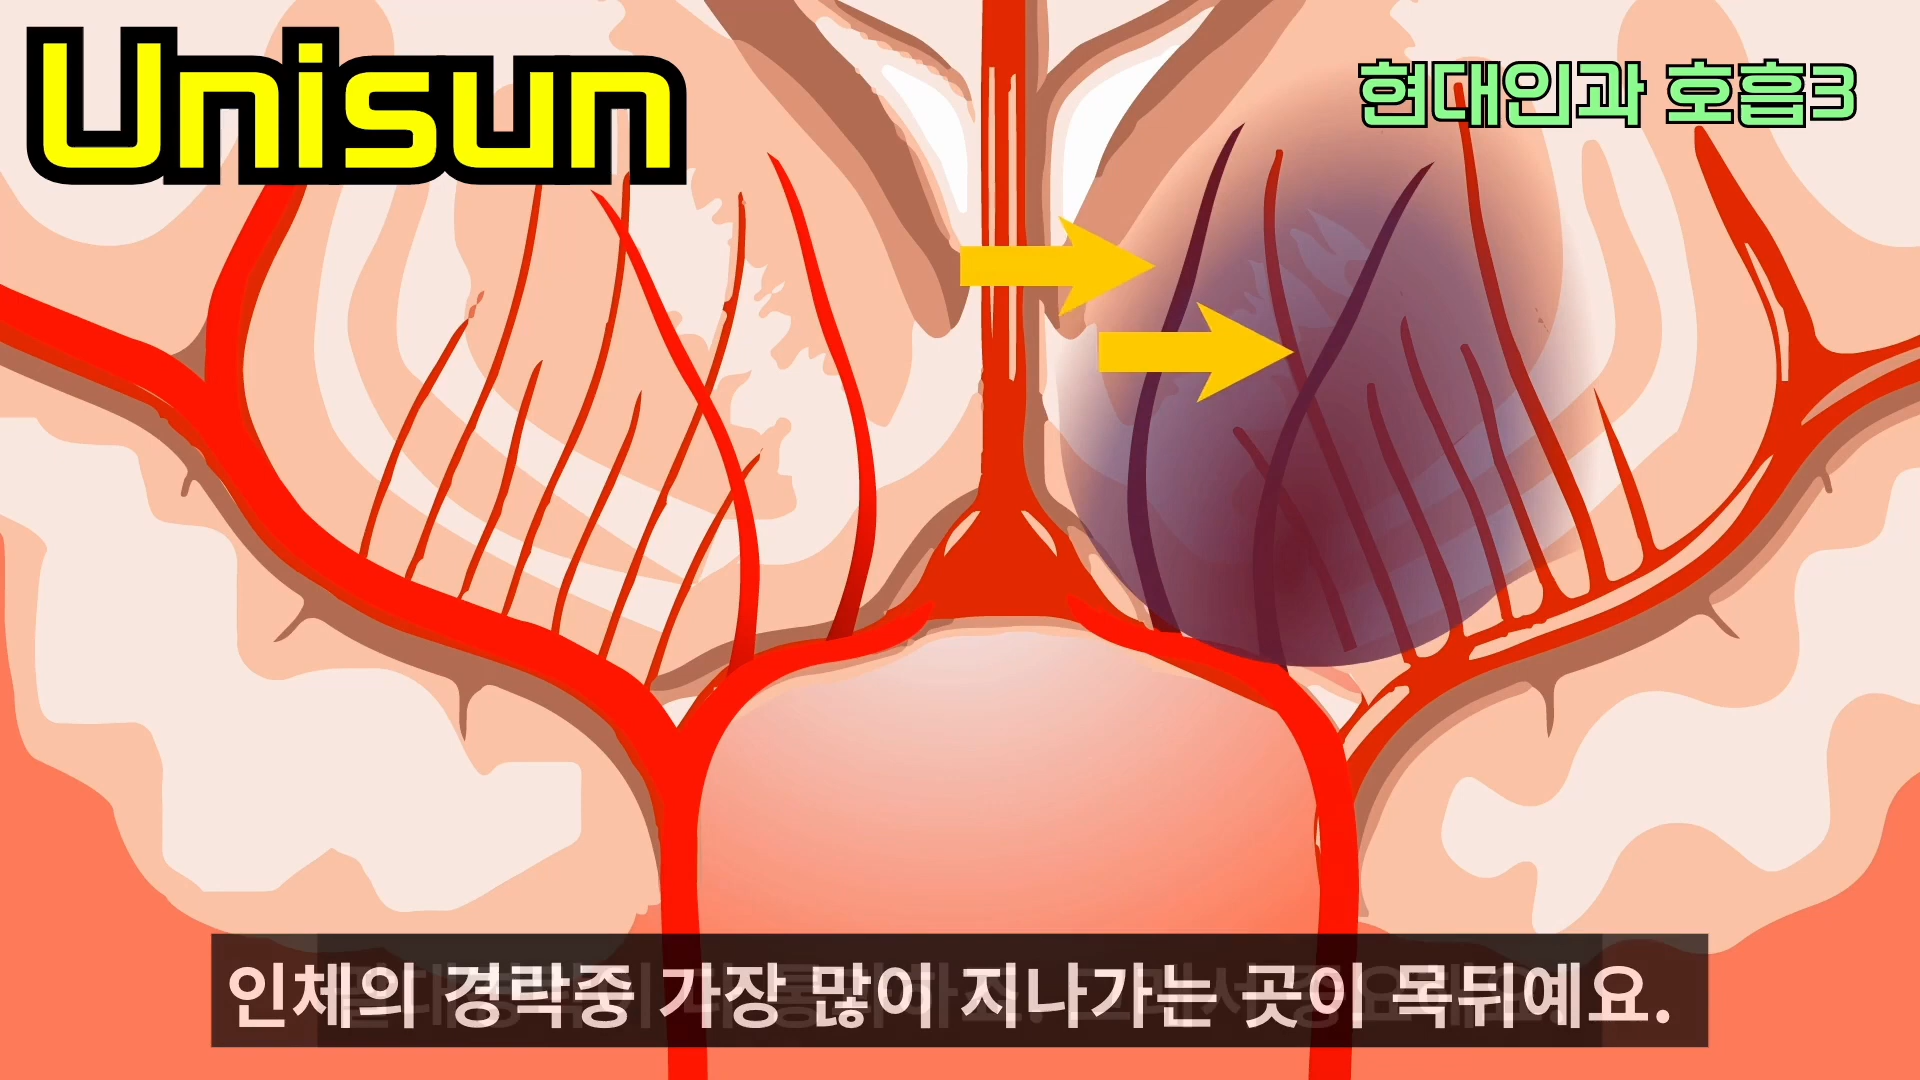 Unisun
현대인과 호흡3
인체의 경락중 가장 많이 지나가는 곳이 목뒤예요.